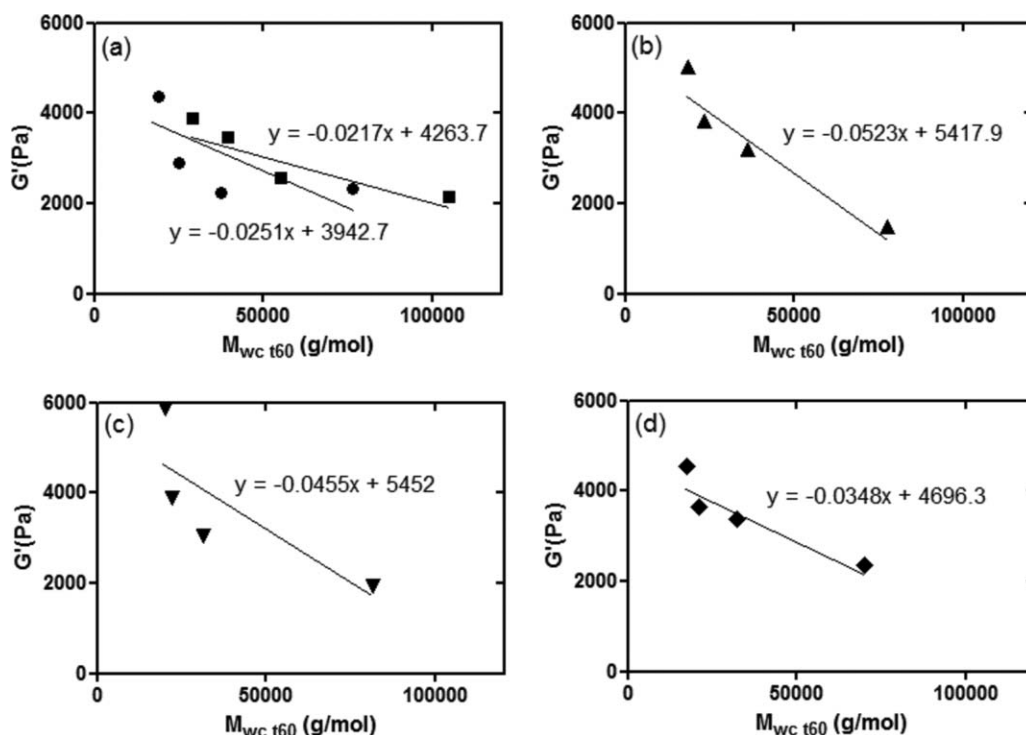 (a)
6000
4000
2000
0
G'(Pa)
y = -0.0217x + 4263.7
y = -0.0251x + 3942.7
0 50000 100000
Mwc t60 (g/mol)
(b)
6000
4000
2000
0
G'(Pa)
y = -0.0523x + 5417.9
0 50000 100000
Mwc t60 (g/mol)
(c)
6000
4000
2000
0
G'(Pa)
y = -0.0455x + 5452
0 50000 100000
Mwc t60 (g/mol)
(d)
6000
4000
2000
0
G'(Pa)
y = -0.0348x + 4696.3
0 50000 100000
Mwc t60 (g/mol)